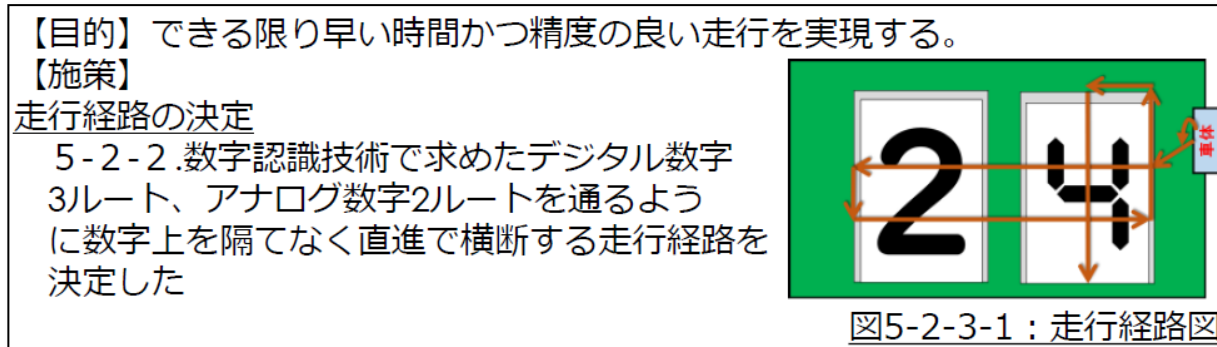 【目的】できる限り早い時間かつ精度の良い走行を実現する。
【施策】
走行経路の決定
5-2-2.数字認識技術で求めたデジタル数字
3ルート、アナログ数字2ルートを通るよう
に数字上を隔てなく直進で横断する走行経路を
決定した
2 4
車体
図5-2-3-1：走行経路図